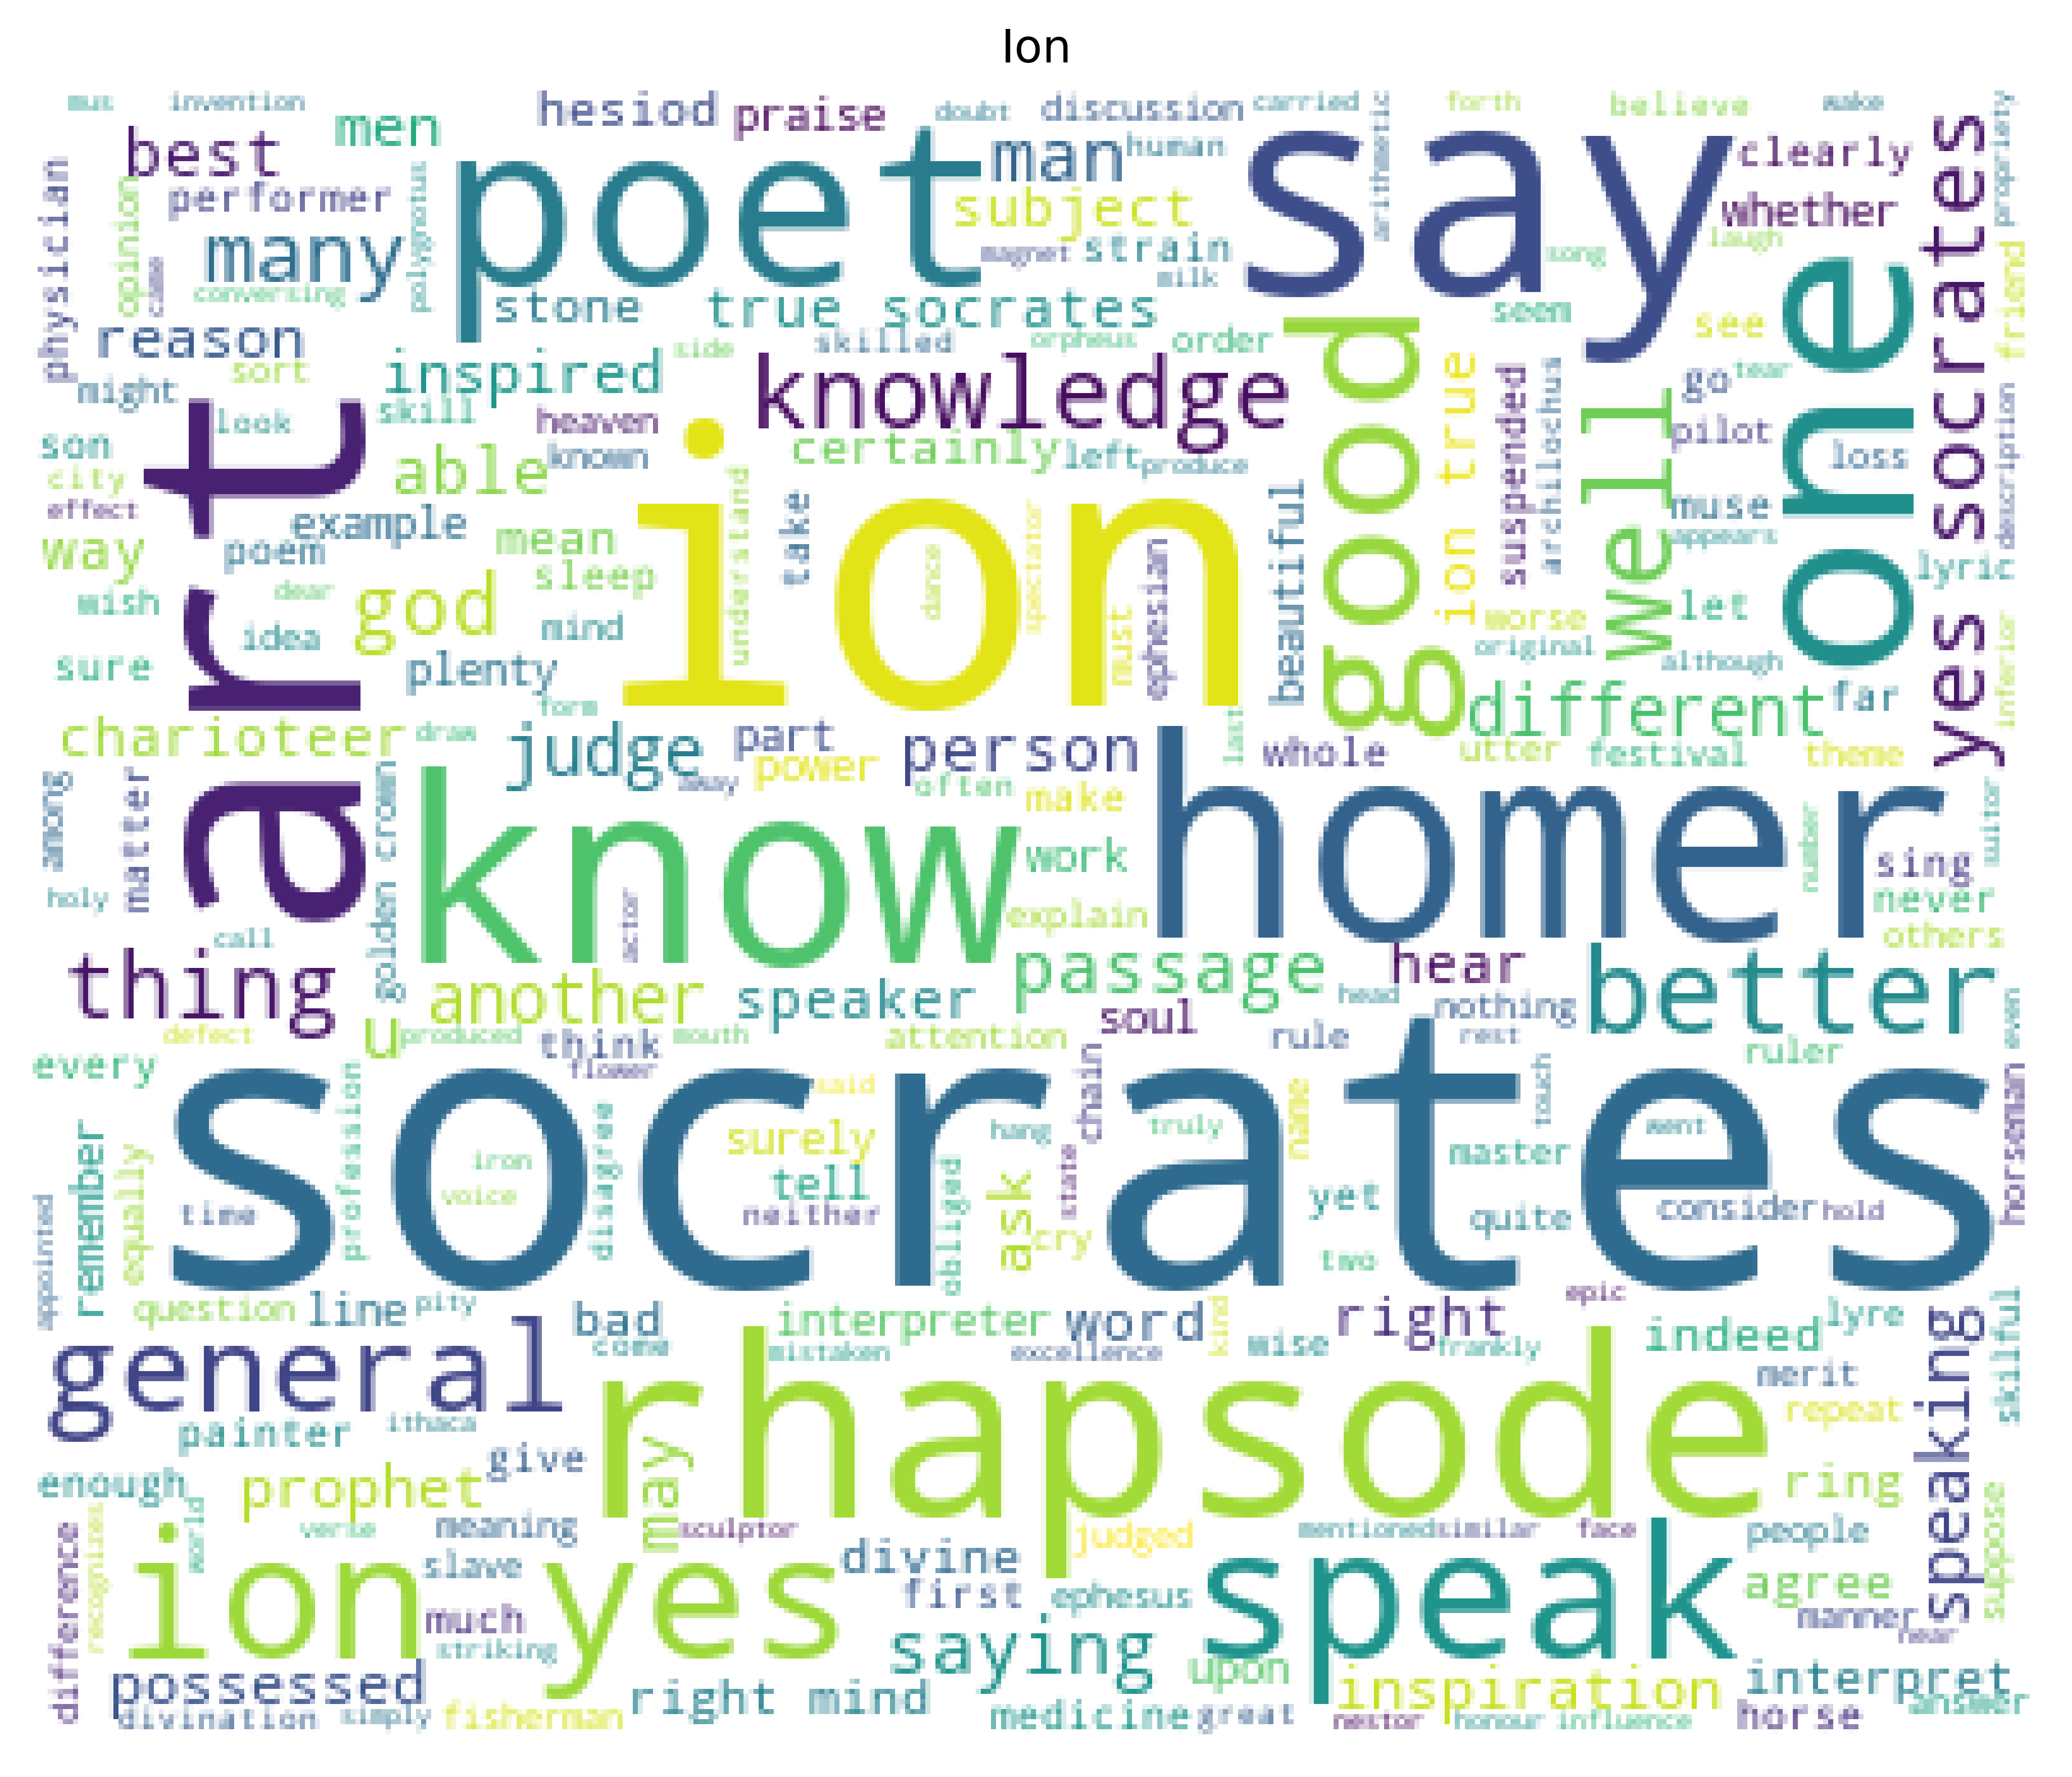 Ion
mus invention hesiod praise doubt discussion carried arithmetic forth believe make
best men poet man human say clearly propriety
physician opinion performer polygnotus subject whether yes socrates
many came magnet strain milk song laugh one
conversing stone true socrates seem see friend
reason sort inspired side skilled orpheus order good
might look skill heaven knowledge ion true suspended well go tear
son able known certainly left produce archilochus pilot loss description
city art ion understand take beautiful muse
effect example mean dance spectator ephesian appears
way poem sleep must lyric
wish dear god mind worse let
idea original although inferior
sure plenty form different far
charioteer draw judge part person last whole utter festival theme
away power often homer
among matter golden crown know make number suitor
work sing
holy actor explain never
call others
thing another speaker passage hear better
u head nothing
defect produced think mouth attention soul rule rest even
every flower ruler
socrates said chain touch horseman
remember profession disagree surely hang state name truly went
equally iron tell obliged ask master
appointed time voice neither cry yet quite consider hold
two
question line pity bad interpreter word kind right epic indeed lyre skilful
general come mistaken excellence wise frankly
rhapsode merit speaking
painter ithaca repeat
give may
enough prophet ring
world verse meaning sculptor judged mentioned similar face people suppose
difference recognizes ion yes slave divine speak
first ephesus agree
much manner near
striking saying upon
possessed right mind inspiration interpret
divination simply fisherman medicine great nestor honour influence horse answer